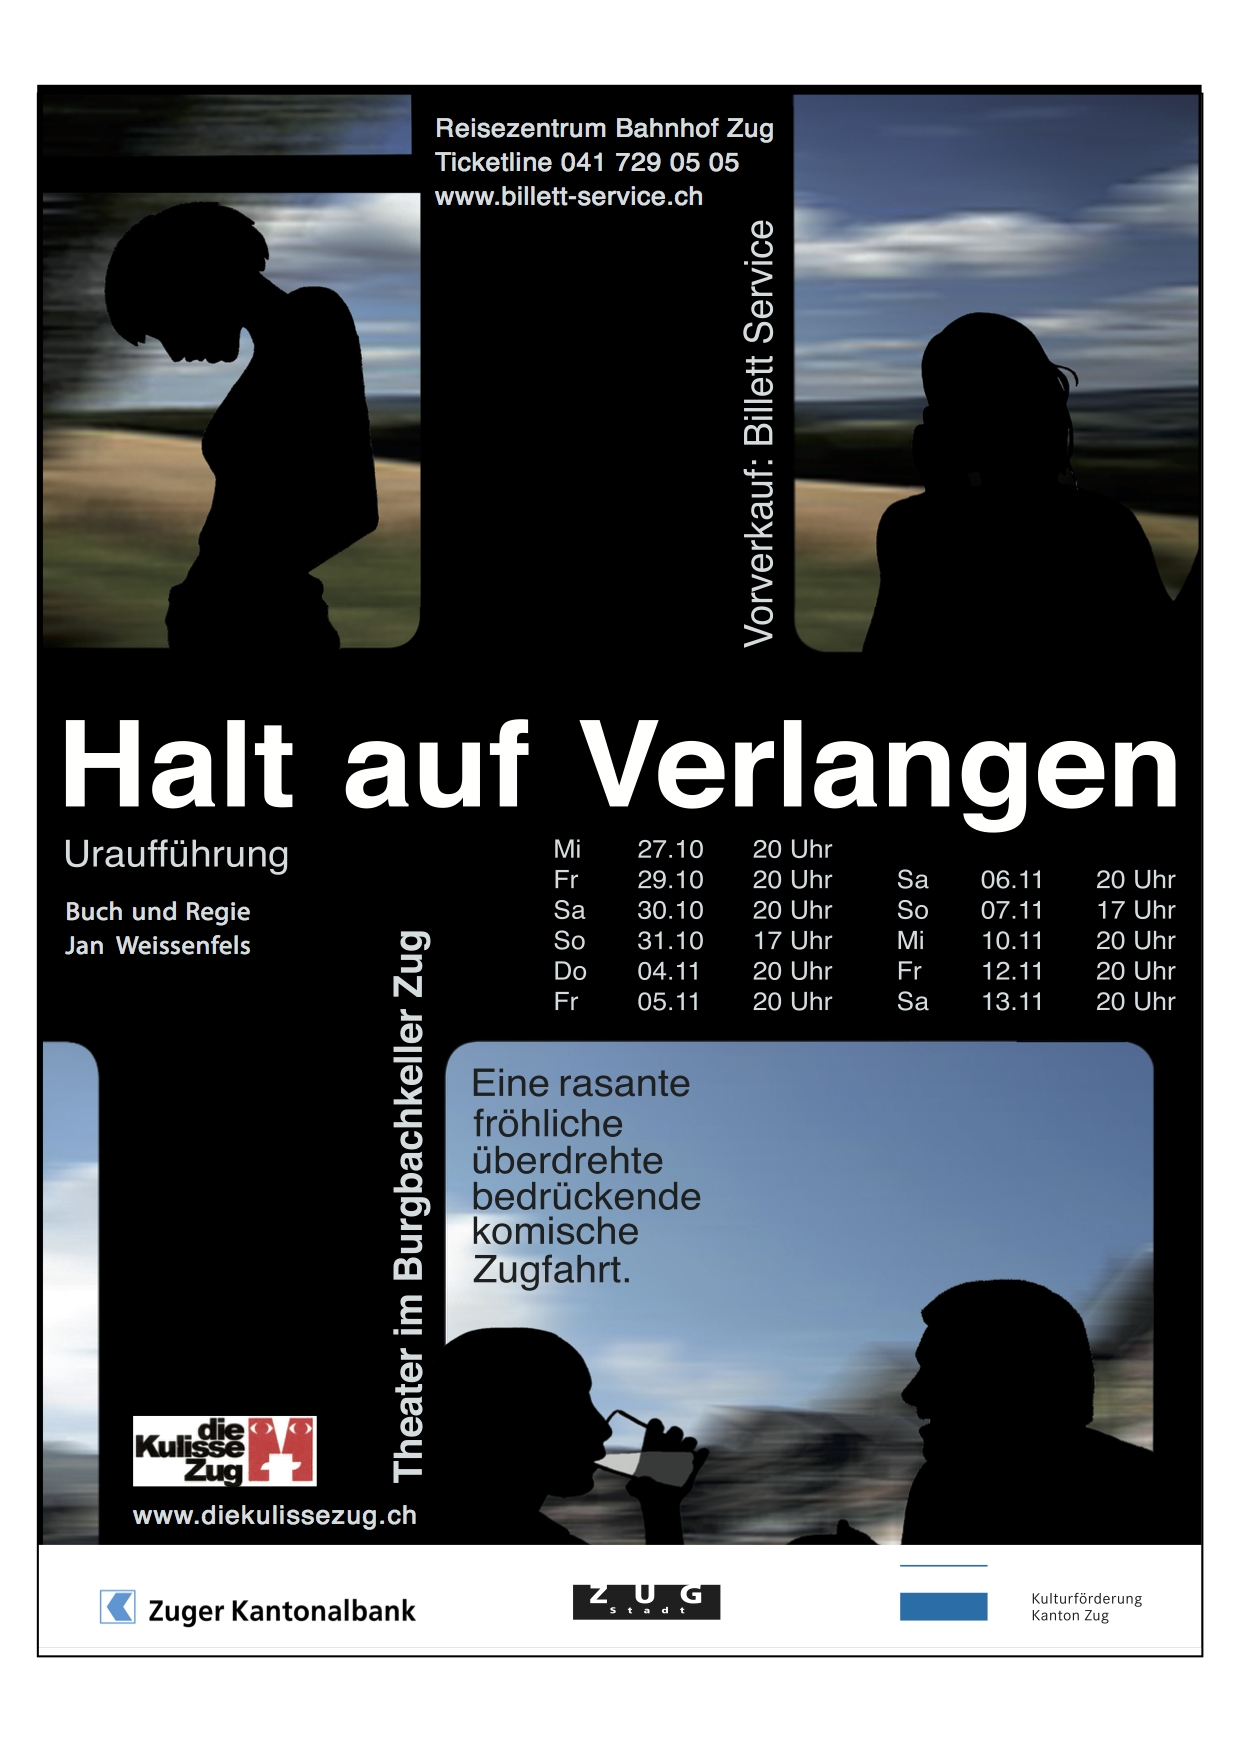 Reisezentrum Bahnhof Zug
Ticketline 041 729 05 05
www.billett-service.ch
Vorverkauf: Billett Service
Halt auf Verlangen
Uraufführung
Buch und Regie
Jan Weissenfels
Mi 27.10 20 Uhr
Fr 29.10 20 Uhr
Sa 30.10 20 Uhr
So 31.10 17 Uhr
Do 04.11 20 Uhr
Fr 05.11 20 Uhr
Sa 06.11 20 Uhr
So 07.11 17 Uhr
Mi 10.11 20 Uhr
Fr 12.11 20 Uhr
Sa 13.11 20 Uhr
Theater im Burgbachkeller Zug
Eine rasante
fröhliche
überdrehte
bedrückende
komische
Zugfahrt.
die
Kulisse
Zug
www.diekulissezug.ch
Zuger Kantonalbank
ZUG
Stadt
Kulturförderung
Kanton Zug